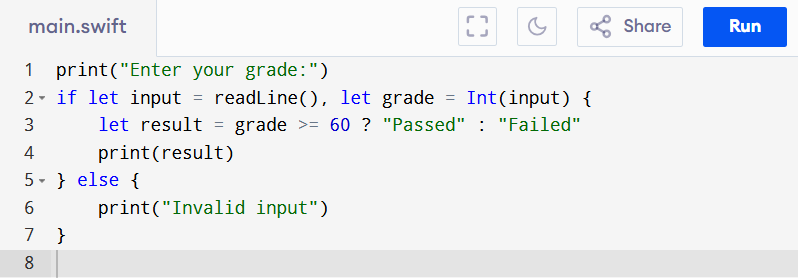 main.swift Share Run
1 print("Enter your grade:")
2 if let input = readLine(), let grade = Int(input) {
3     let result = grade >= 60 ? "Passed" : "Failed"
4     print(result)
5 } else {
6     print("Invalid input")
7 }
8